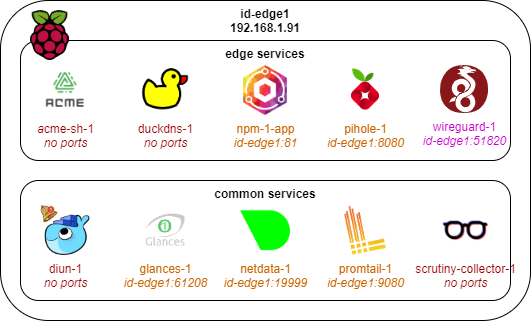 id-edge1
192.168.1.91
edge services
ACME
acme-sh-1
no ports
duckdns-1
no ports
npm-1-app
id-edge1:81
pihole-1
id-edge1:8080
wireguard-1
id-edge1:51820
common services
diun-1
no ports
Glances
glances-1
id-edge1:61208
netdata-1
id-edge1:19999
promtail-1
id-edge1:9080
scrutiny-collector-1
no ports